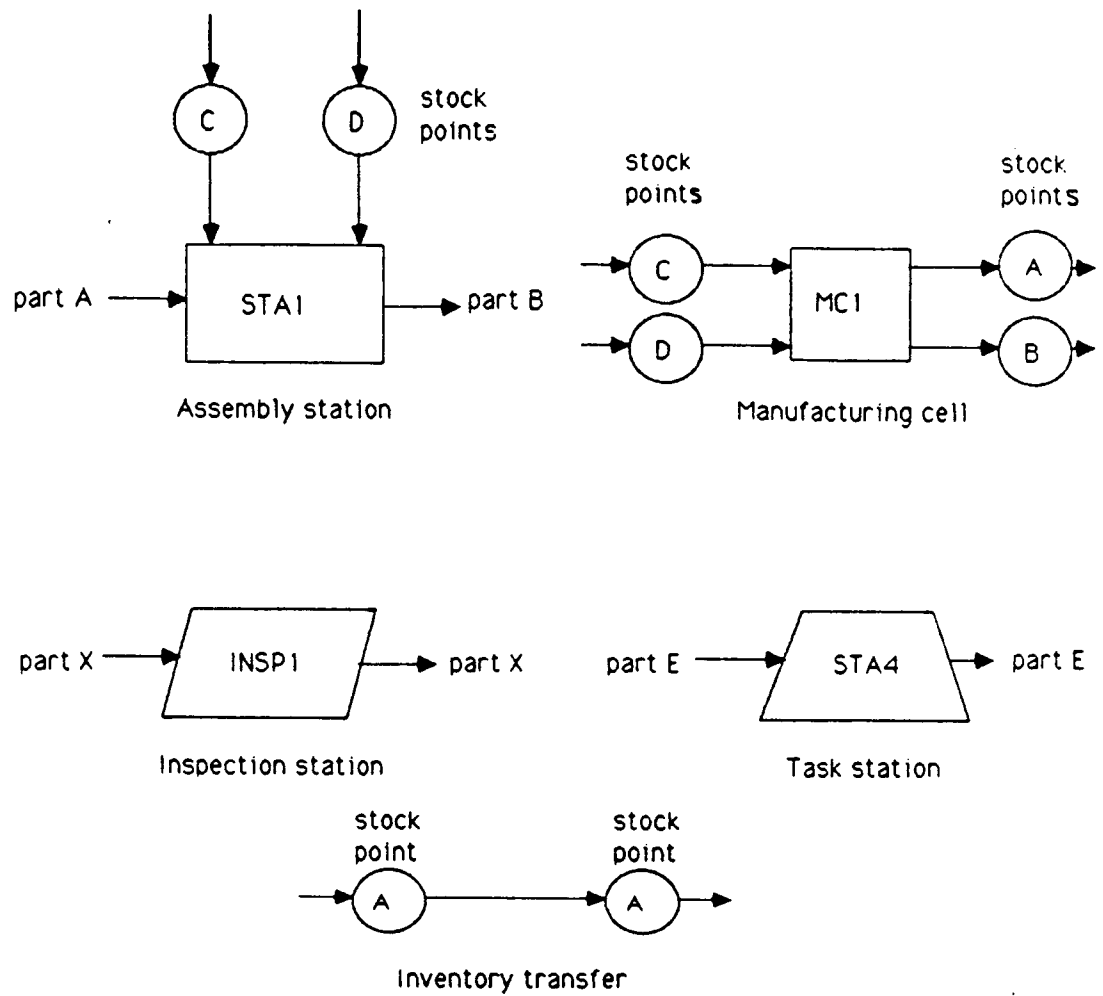 C
D
stock
points
part A
STA1
part B
Assembly station
stock
points
stock
points
C
MC1
A
D
B
Manufacturing cell
part X
INSP1
part X
Inspection station
part E
STA4
part E
Task station
stock
point
stock
point
A
A
Inventory transfer